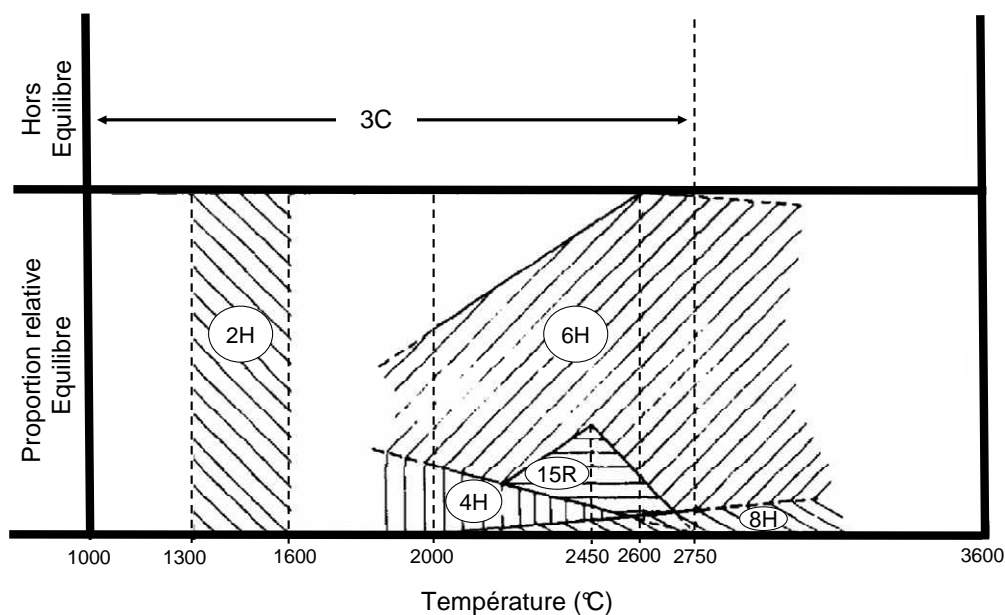 Hors
Equilibre
3C
Proportion relative
Equilibre
2H
6H
15R
4H
8H
1000 1300 1600 2000 2450 2600 2750 3600
Température (°C)